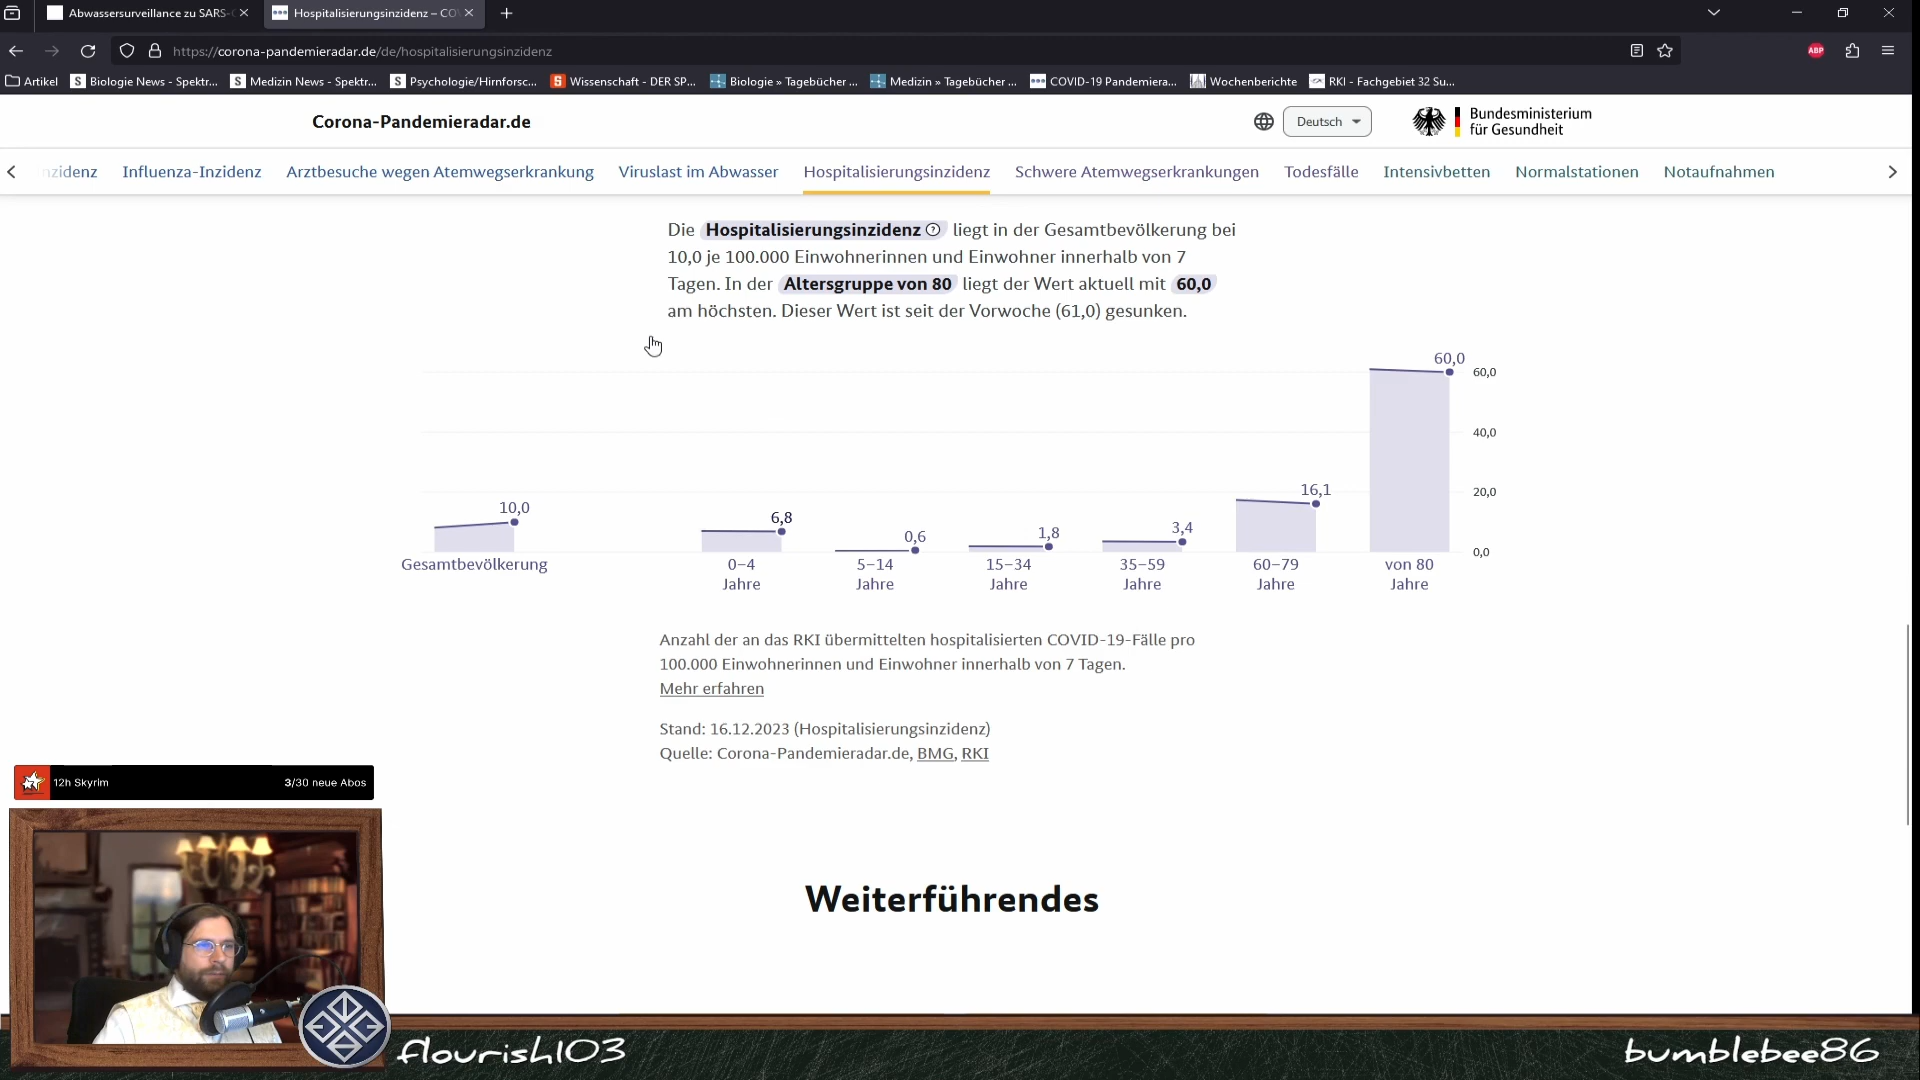 Abwassersurveillance zu SARS-C
Hospitalisierungsinzidenz – CO
https://corona-pandemieradar.de/de/hospitalisierungsinzidenz
ABP
Artikel
Biologie News - Spektr...
Medizin News - Spektr...
Psychologie/Hirnforsc...
Wissenschaft - DER SP...
Biologie » Tagebücher ...
Medizin » Tagebücher ...
COVID-19 Pandemiera...
Wochenberichte
RKI - Fachgebiet 32 Su...
Corona-Pandemieradar.de
Deutsch
Bundesministerium
für Gesundheit
nzidenz
Influenza-Inzidenz
Arztbesuche wegen Atemwegserkrankung
Viruslast im Abwasser
Hospitalisierungsinzidenz
Schwere Atemwegserkrankungen
Todesfälle
Intensivbetten
Normalstationen
Notaufnahmen
Die Hospitalisierungsinzidenz ? liegt in der Gesamtbevölkerung bei
10,0 je 100.000 Einwohnerinnen und Einwohner innerhalb von 7
Tagen. In der Altersgruppe von 80 liegt der Wert aktuell mit 60,0
am höchsten. Dieser Wert ist seit der Vorwoche (61,0) gesunken.
60,0
60,0
40,0
20,0
0,0
10,0
6,8
0,6
1,8
3,4
16,1
Gesamtbevölkerung
0–4
Jahre
5–14
Jahre
15–34
Jahre
35–59
Jahre
60–79
Jahre
von 80
Jahre
Anzahl der an das RKI übermittelten hospitalisierten COVID-19-Fälle pro
100.000 Einwohnerinnen und Einwohner innerhalb von 7 Tagen.
Mehr erfahren
Stand: 16.12.2023 (Hospitalisierungsinzidenz)
Quelle: Corona-Pandemieradar.de, BMG, RKI
12h Skyrim
3/30 neue Abos
Weiterführendes
flourish103
bumblebee86